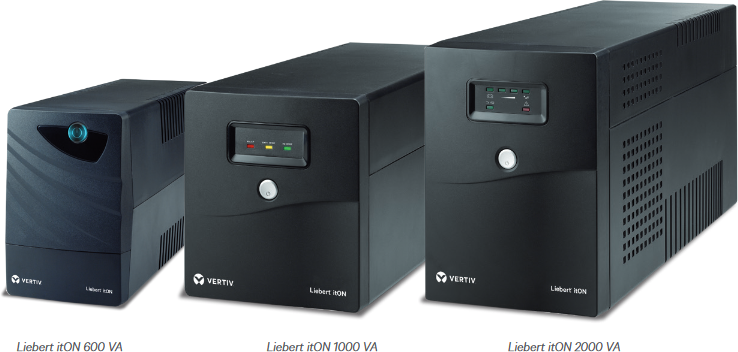 VERTIV
Liebert itON
VERTIV
Liebert itON
VERTIV
Liebert itON
Liebert itON 600 VA
Liebert itON 1000 VA
Liebert itON 2000 VA